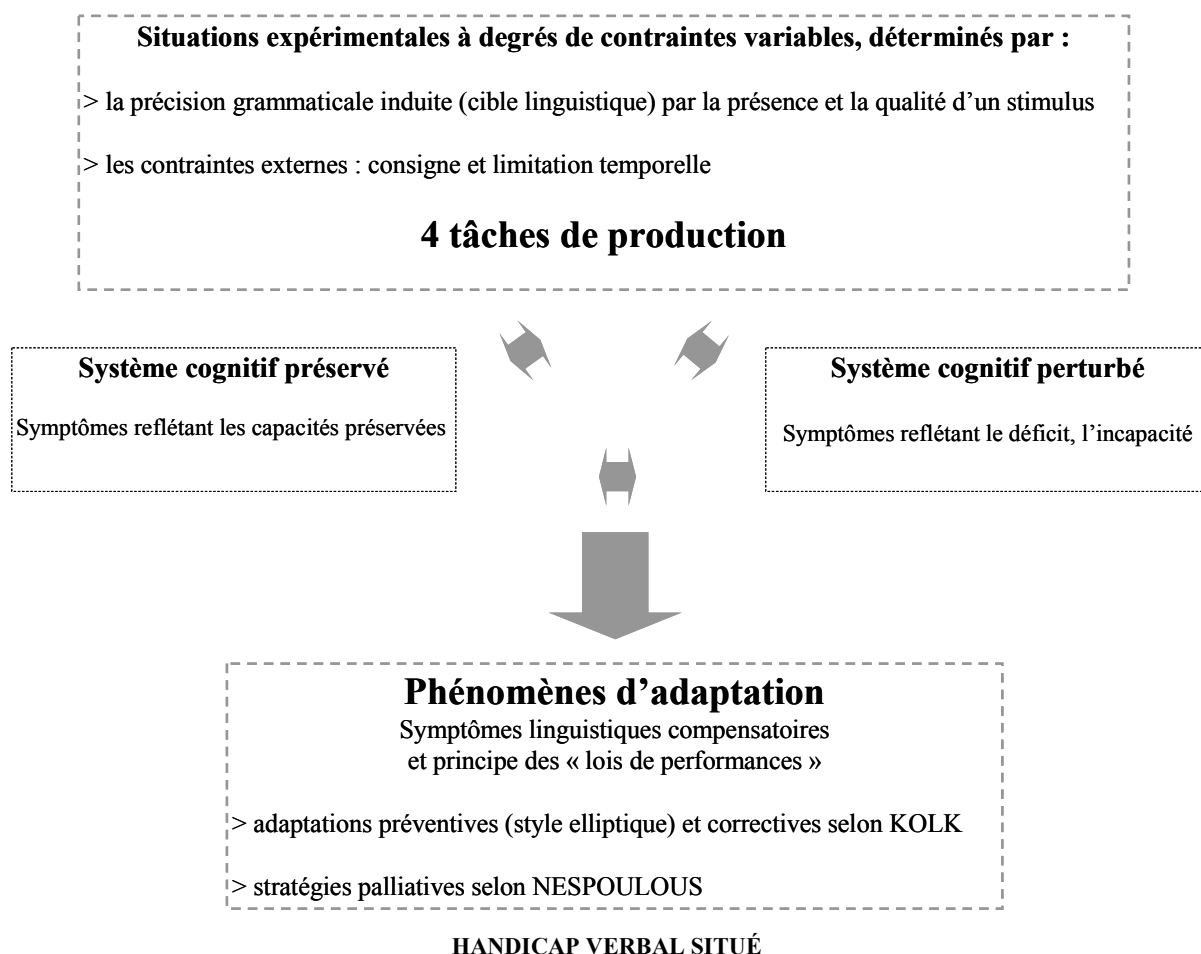 Situations expérimentales à degrés de contraintes variables, déterminés par :
> la précision grammaticale induite (cible linguistique) par la présence et la qualité d’un stimulus
> les contraintes externes : consigne et limitation temporelle
4 tâches de production
Système cognitif préservé
Symptômes reflétant les capacités préservées
Système cognitif perturbé
Symptômes reflétant le déficit, l’incapacité
Phénomènes d’adaptation
Symptômes linguistiques compensatoires
et principe des « lois de performances »
> adaptations préventives (style elliptique) et correctives selon KOLK
> stratégies palliatives selon NESPOULOUS
HANDICAP VERBAL SITUÉ